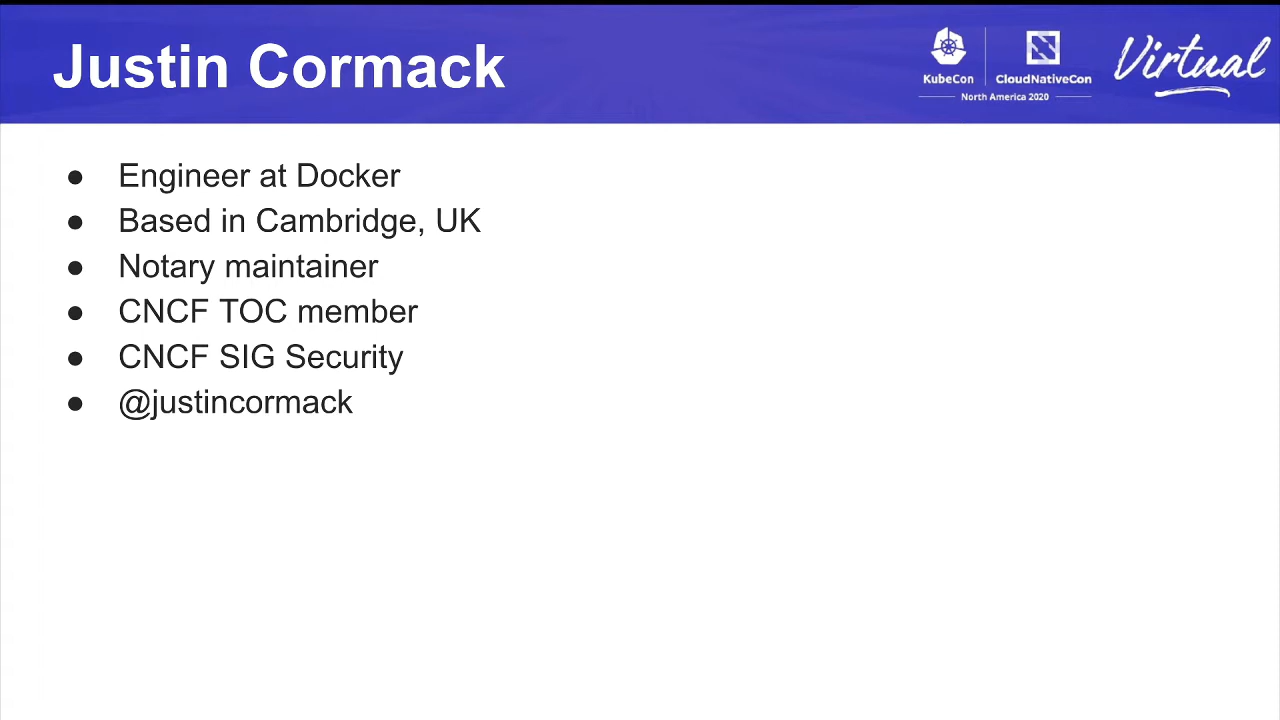 Justin Cormack
KubeCon
CloudNativeCon
North America 2020
Virtual
● Engineer at Docker
● Based in Cambridge, UK
● Notary maintainer
● CNCF TOC member
● CNCF SIG Security
● @justincormack